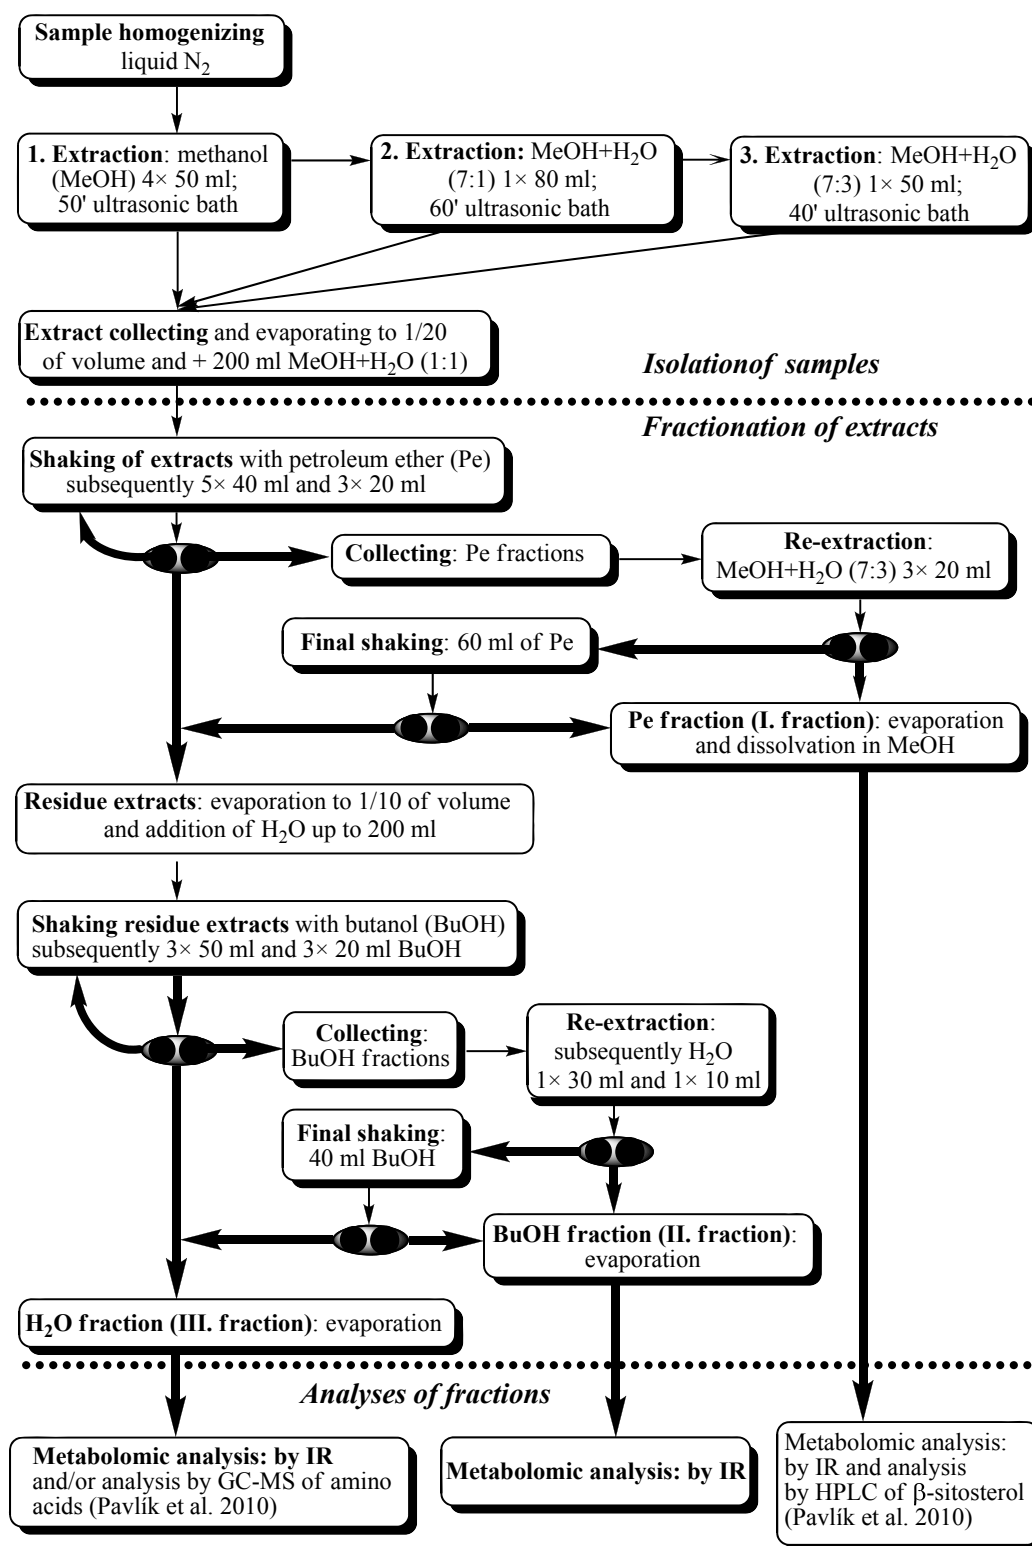 Sample homogenizing
liquid N₂
1. Extraction: methanol
(MeOH) 4× 50 ml;
50' ultrasonic bath
2. Extraction: MeOH+H₂O
(7:1) 1× 80 ml;
60' ultrasonic bath
3. Extraction: MeOH+H₂O
(7:3) 1× 50 ml;
40' ultrasonic bath
Extract collecting and evaporating to 1/20
of volume and + 200 ml MeOH+H₂O (1:1)
Isolationof samples
Fractionation of extracts
Shaking of extracts with petroleum ether (Pe)
subsequently 5× 40 ml and 3× 20 ml
Collecting: Pe fractions
Re-extraction:
MeOH+H₂O (7:3) 3× 20 ml
Final shaking: 60 ml of Pe
Pe fraction (I. fraction): evaporation
and dissolvation in MeOH
Residue extracts: evaporation to 1/10 of volume
and addition of H₂O up to 200 ml
Shaking residue extracts with butanol (BuOH)
subsequently 3× 50 ml and 3× 20 ml BuOH
Collecting:
BuOH fractions
Re-extraction:
subsequently H₂O
1× 30 ml and 1× 10 ml
Final shaking:
40 ml BuOH
BuOH fraction (II. fraction):
evaporation
H₂O fraction (III. fraction): evaporation
Analyses of fractions
Metabolomic analysis: by IR
and/or analysis by GC-MS of amino
acids (Pavlík et al. 2010)
Metabolomic analysis: by IR
Metabolomic analysis:
by IR and analysis
by HPLC of β-sitosterol
(Pavlík et al. 2010)